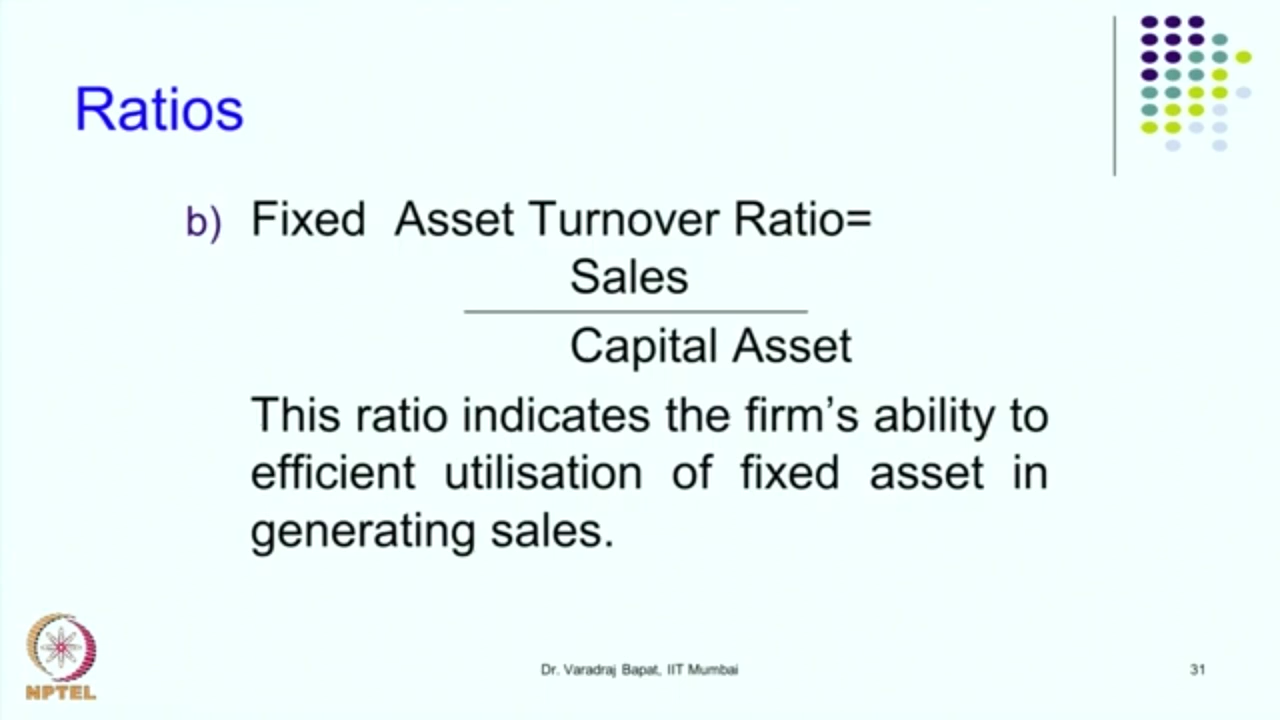 Ratios
b) Fixed Asset Turnover Ratio=
Sales
Capital Asset
This ratio indicates the firm's ability to
efficient utilisation of fixed asset in
generating sales.
NPTEL
Dr. Varadraj Bapat, IIT Mumbai
31